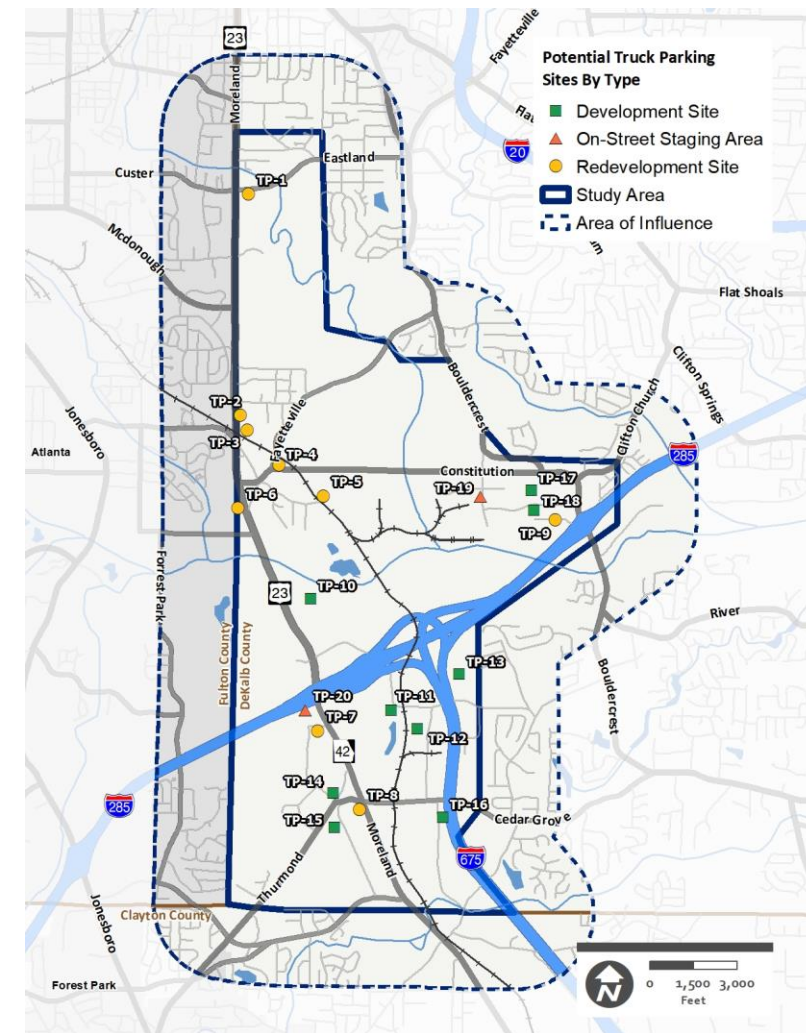 23
Moreland
Fayetteville
Potential Truck Parking
Sites By Type
Development Site
On-Street Staging Area
Redevelopment Site
Study Area
Area of Influence
20
Custer
Eastland
TP-1
Mcdonough
Flat Shoals
Clifton Springs
Clifton Church
Bouldercrest
Jonesboro
Atlanta
TP-2
TP-3
Fayetteville
TP-4
Constitution
285
TP-17
TP-5
TP-19
TP-18
TP-6
TP-9
Forrest Park
23
TP-10
River
Fulton County
DeKalb County
Bouldercrest
TP-13
TP-20
TP-11
TP-7
TP-12
42
285
TP-14
TP-8
TP-16
TP-15
Cedar Grove
Moreland
675
Thurmond
Jonesboro
Clayton County
Forest Park
N
0 1,500 3,000
Feet